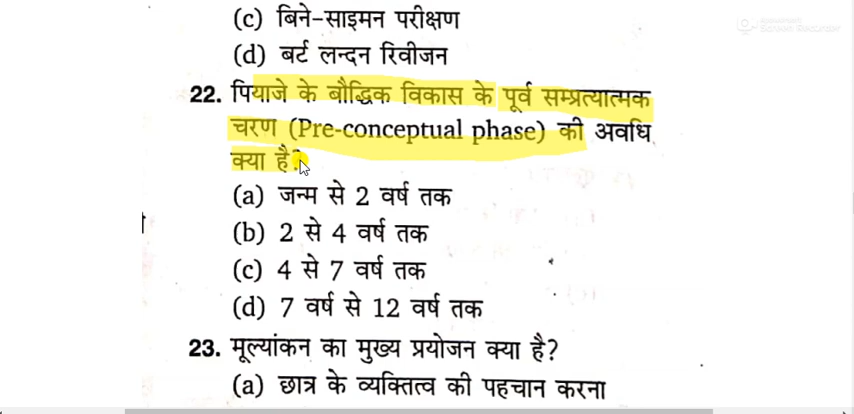 (c) बिने-साइमन परीक्षण
(d) बर्ट लन्दन रिवीजन
22. पियाजे के बौद्धिक विकास के पूर्व सम्प्रत्यात्मक
चरण (Pre-conceptual phase) की अवधि
क्या है?
(a) जन्म से 2 वर्ष तक
(b) 2 से 4 वर्ष तक
(c) 4 से 7 वर्ष तक
(d) 7 वर्ष से 12 वर्ष तक
23. मूल्यांकन का मुख्य प्रयोजन क्या है?
(a) छात्र के व्यक्तित्व की पहचान करना